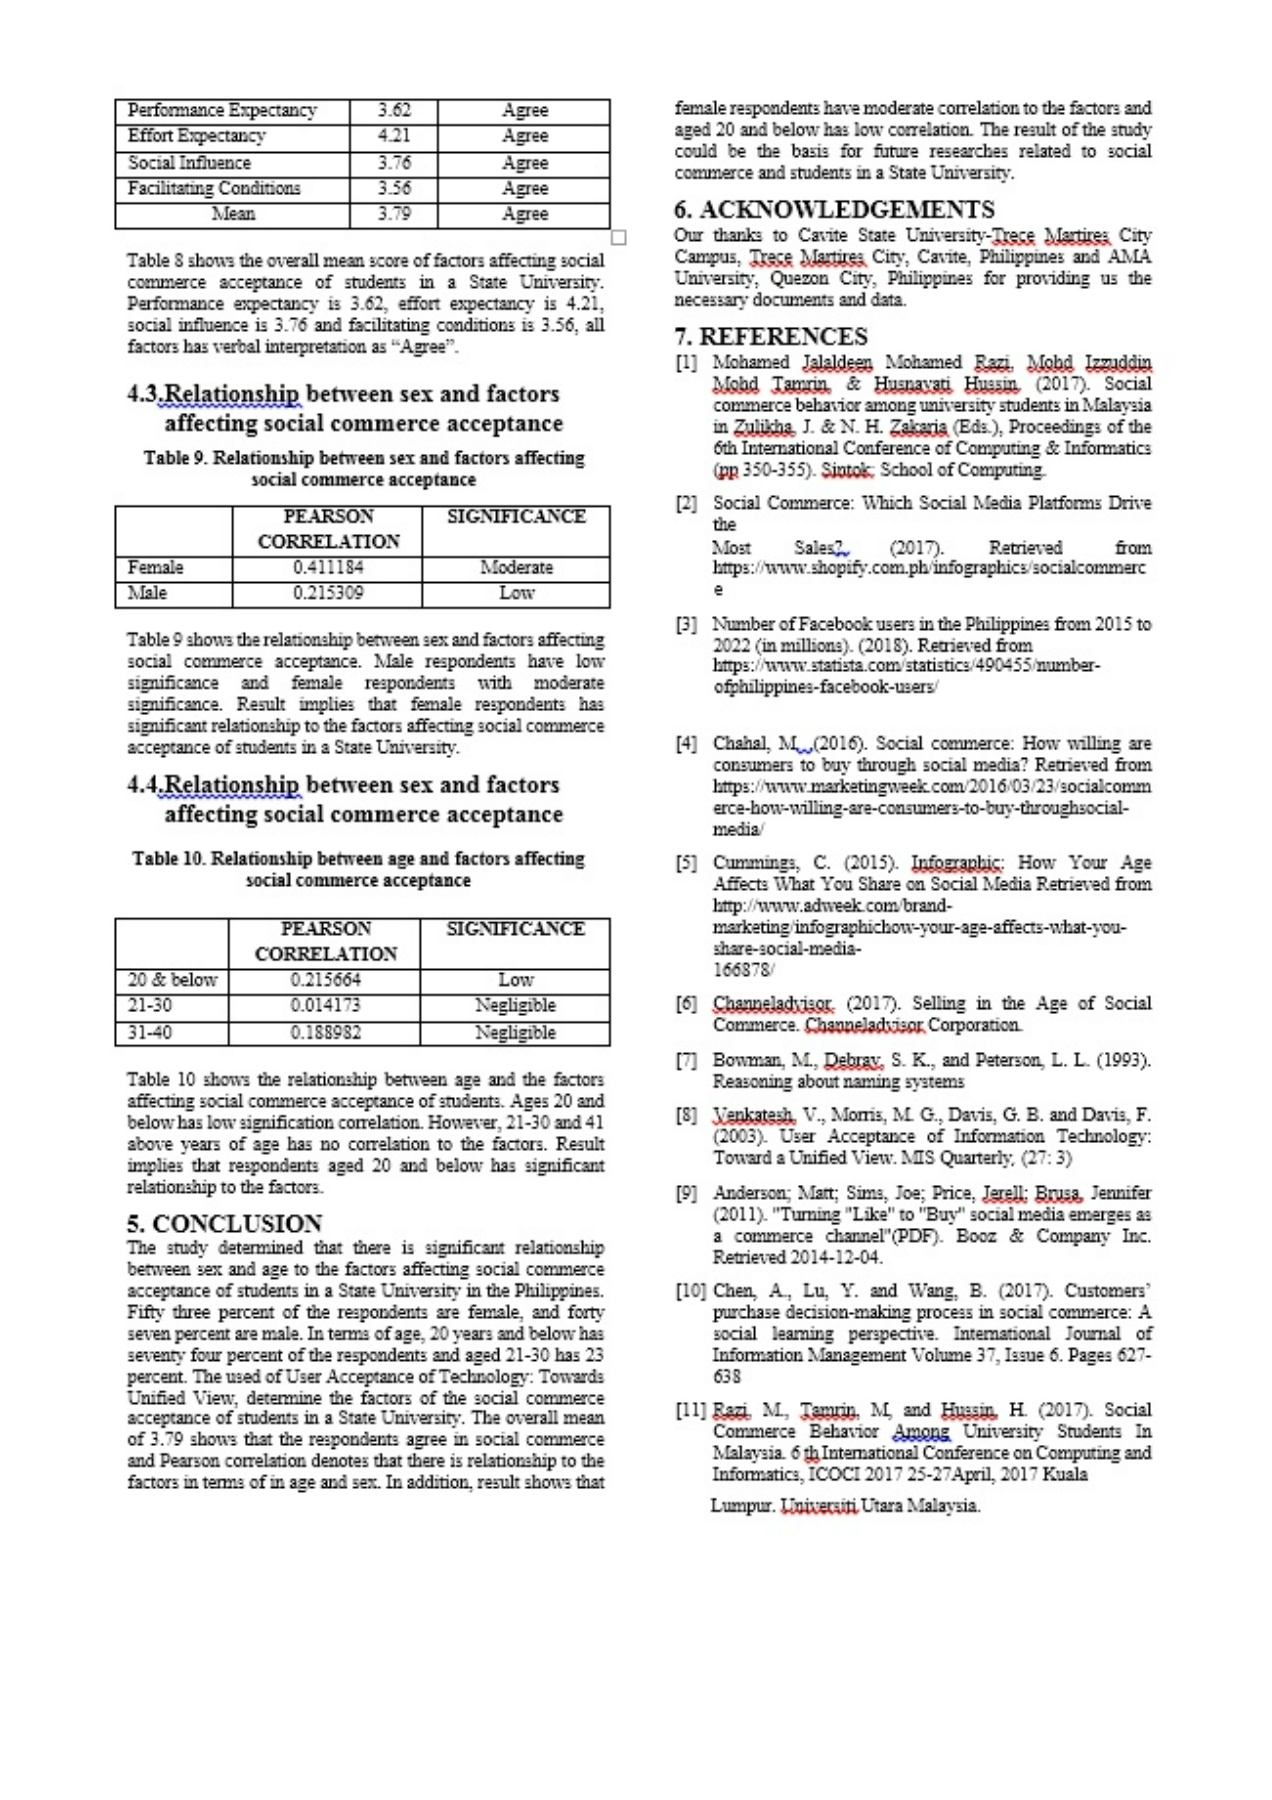 Performance Expectancy 3.62 Agree
Effort Expectancy 4.21 Agree
Social Influence 3.76 Agree
Facilitating Conditions 3.56 Agree
Mean 3.79 Agree
Table 8 shows the overall mean score of factors affecting social
commerce acceptance of students in a State University.
Performance expectancy is 3.62, effort expectancy is 4.21,
social influence is 3.76 and facilitating conditions is 3.56, all
factors has verbal interpretation as “Agree”.
4.3.Relationship between sex and factors
affecting social commerce acceptance
Table 9. Relationship between sex and factors affecting
social commerce acceptance
PEARSON SIGNIFICANCE
CORRELATION
Female 0.411184 Moderate
Male 0.215309 Low
Table 9 shows the relationship between sex and factors affecting
social commerce acceptance. Male respondents have low
significance and female respondents with moderate
significance. Result implies that female respondents has
significant relationship to the factors affecting social commerce
acceptance of students in a State University.
4.4.Relationship between sex and factors
affecting social commerce acceptance
Table 10. Relationship between age and factors affecting
social commerce acceptance
PEARSON SIGNIFICANCE
CORRELATION
20 & below 0.215664 Low
21-30 0.014173 Negligible
31-40 0.188982 Negligible
Table 10 shows the relationship between age and the factors
affecting social commerce acceptance of students. Ages 20 and
below has low signification correlation. However, 21-30 and 41
above years of age has no correlation to the factors. Result
implies that respondents aged 20 and below has significant
relationship to the factors.
5. CONCLUSION
The study determined that there is significant relationship
between sex and age to the factors affecting social commerce
acceptance of students in a State University in the Philippines.
Fifty three percent of the respondents are female, and forty
seven percent are male. In terms of age, 20 years and below has
seventy four percent of the respondents and aged 21-30 has 23
percent. The used of User Acceptance of Technology: Towards
Unified View, determine the factors of the social commerce
acceptance of students in a State University. The overall mean
of 3.79 shows that the respondents agree in social commerce
and Pearson correlation denotes that there is relationship to the
factors in terms of in age and sex. In addition, result shows that
female respondents have moderate correlation to the factors and
aged 20 and below has low correlation. The result of the study
could be the basis for future researches related to social
commerce and students in a State University.
6. ACKNOWLEDGEMENTS
Our thanks to Cavite State University-Trece Martires City
Campus, Trece Martires City, Cavite, Philippines and AMA
University, Quezon City, Philippines for providing us the
necessary documents and data.
7. REFERENCES
[1] Mohamed Jalaldeen Mohamed Razi, Mohd Izzuddin
Mohd Tamrin, & Husnayati Hussin. (2017). Social
commerce behavior among university students in Malaysia
in Zulikha, J. & N. H. Zakaria (Eds.), Proceedings of the
6th International Conference of Computing & Informatics
(pp 350-355). Sintok: School of Computing.
[2] Social Commerce: Which Social Media Platforms Drive
the
Most Sales?. (2017). Retrieved from
https://www.shopify.com.ph/infographics/socialcommerc
e
[3] Number of Facebook users in the Philippines from 2015 to
2022 (in millions). (2018). Retrieved from
https://www.statista.com/statistics/490455/number-
ofphilippines-facebook-users/
[4] Chahal, M. .(2016). Social commerce: How willing are
consumers to buy through social media? Retrieved from
https://www.marketingweek.com/2016/03/23/socialcomm
erce-how-willing-are-consumers-to-buy-throughsocial-
media/
[5] Cummings, C. (2015). Infographic: How Your Age
Affects What You Share on Social Media Retrieved from
http://www.adweek.com/brand-
marketing/infographichow-your-age-affects-what-you-
share-social-media-
166878/
[6] Channeladvisor. (2017). Selling in the Age of Social
Commerce. Channeladvisor Corporation.
[7] Bowman, M., Debray, S. K., and Peterson, L. L. (1993).
Reasoning about naming systems
[8] Venkatesh, V., Morris, M. G., Davis, G. B. and Davis, F.
(2003). User Acceptance of Information Technology:
Toward a Unified View. MIS Quarterly, (27: 3)
[9] Anderson; Matt; Sims, Joe; Price, Jerell; Brusa, Jennifer
(2011). "Turning "Like" to "Buy" social media emerges as
a commerce channel"(PDF). Booz & Company Inc.
Retrieved 2014-12-04.
[10] Chen, A., Lu, Y. and Wang, B. (2017). Customers’
purchase decision-making process in social commerce: A
social learning perspective. International Journal of
Information Management Volume 37, Issue 6. Pages 627-
638
[11] Razi, M., Tamrin, M, and Hussin, H. (2017). Social
Commerce Behavior Among University Students In
Malaysia. 6 th International Conference on Computing and
Informatics, ICOCI 2017 25-27April, 2017 Kuala
Lumpur. Universiti Utara Malaysia.